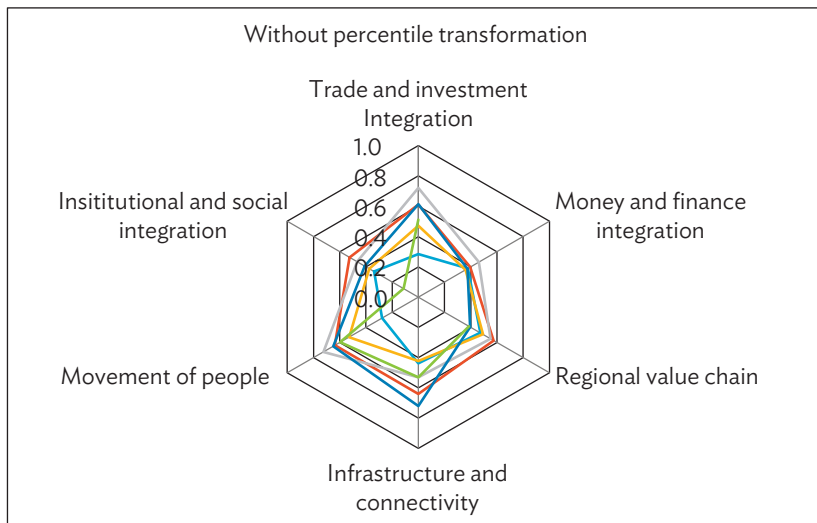 Without percentile transformation
Trade and investment
Integration
1.0
0.8
0.6
0.4
0.2
0.0
Insititutional and social
integration
Money and finance
integration
Movement of people
Regional value chain
Infrastructure and
connectivity